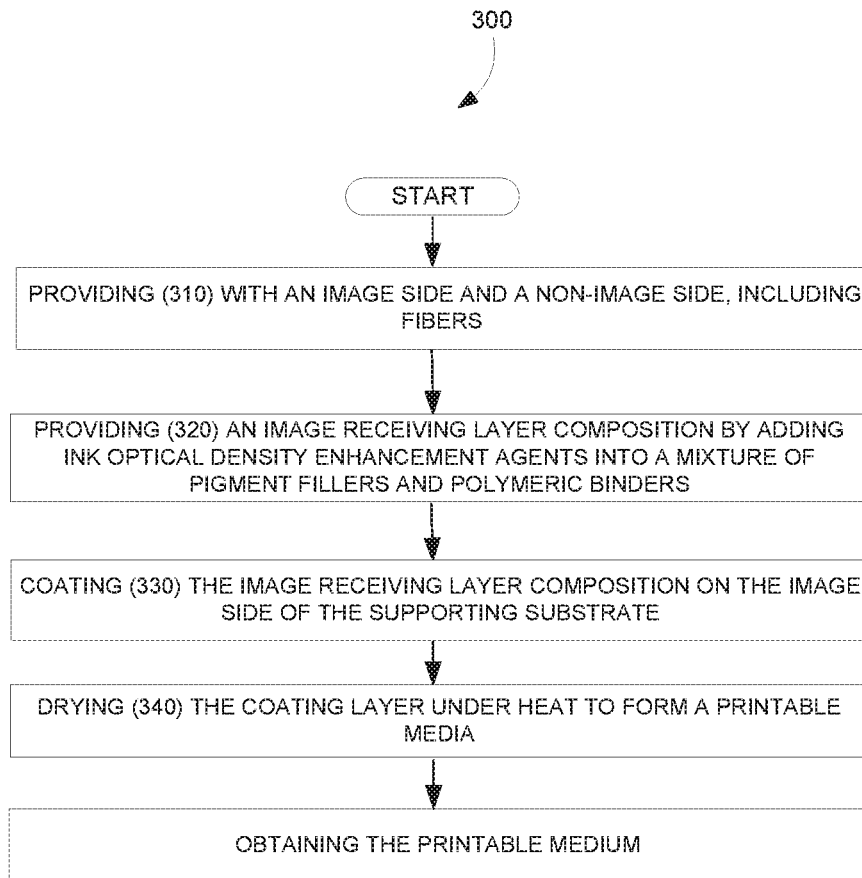 300
START
PROVIDING (310) WITH AN IMAGE SIDE AND A NON-IMAGE SIDE, INCLUDING
FIBERS
PROVIDING (320) AN IMAGE RECEIVING LAYER COMPOSITION BY ADDING
INK OPTICAL DENSITY ENHANCEMENT AGENTS INTO A MIXTURE OF
PIGMENT FILLERS AND POLYMERIC BINDERS
COATING (330) THE IMAGE RECEIVING LAYER COMPOSITION ON THE IMAGE
SIDE OF THE SUPPORTING SUBSTRATE
DRYING (340) THE COATING LAYER UNDER HEAT TO FORM A PRINTABLE
MEDIA
OBTAINING THE PRINTABLE MEDIUM